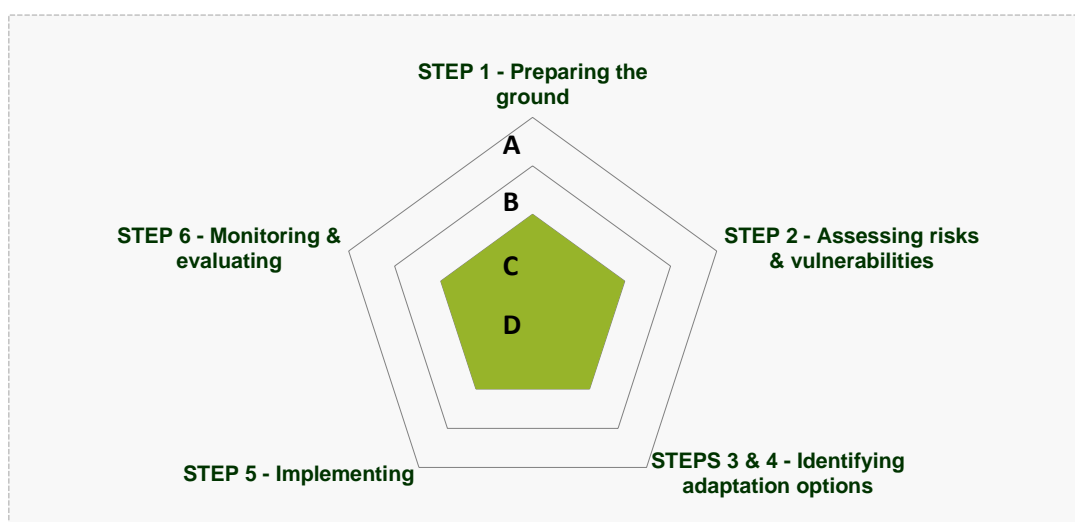 STEP 1 - Preparing the
ground
A
B
STEP 6 - Monitoring &
evaluating
STEP 2 - Assessing risks
& vulnerabilities
C
D
STEP 5 - Implementing
STEPS 3 & 4 - Identifying
adaptation options